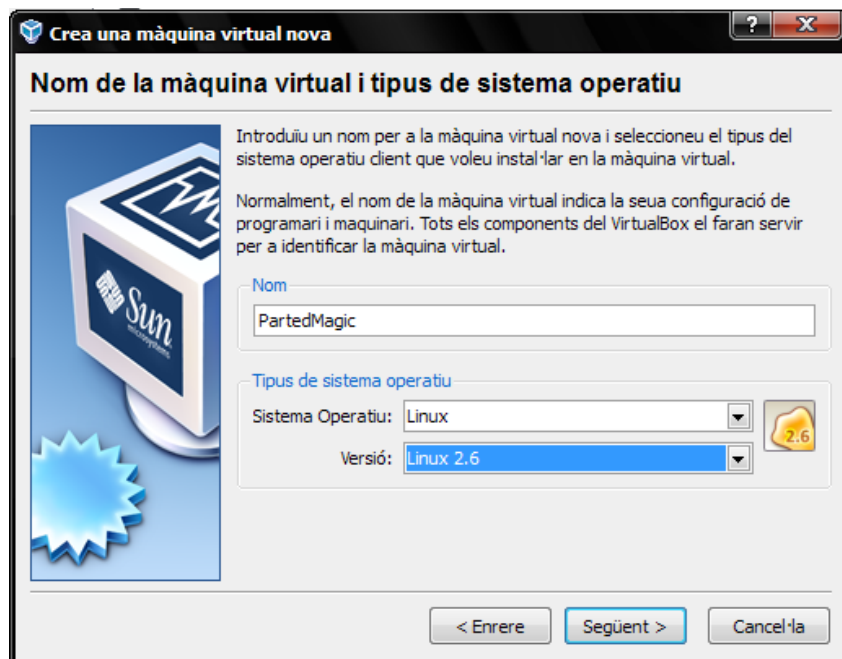 Crea una màquina virtual nova
?
X
Nom de la màquina virtual i tipus de sistema operatiu
Introduïu un nom per a la màquina virtual nova i seleccioneu el tipus del
sistema operatiu client que voleu instal·lar en la màquina virtual.
Normalment, el nom de la màquina virtual indica la seua configuració de
programari i maquinari. Tots els components del VirtualBox el faran servir
per a identificar la màquina virtual.
Sun
microsystems
Nom
PartedMagic
Tipus de sistema operatiu
Sistema Operatiu: Linux
2.6
Versió: Linux 2.6
< Enrere
Següent >
Cancel·la